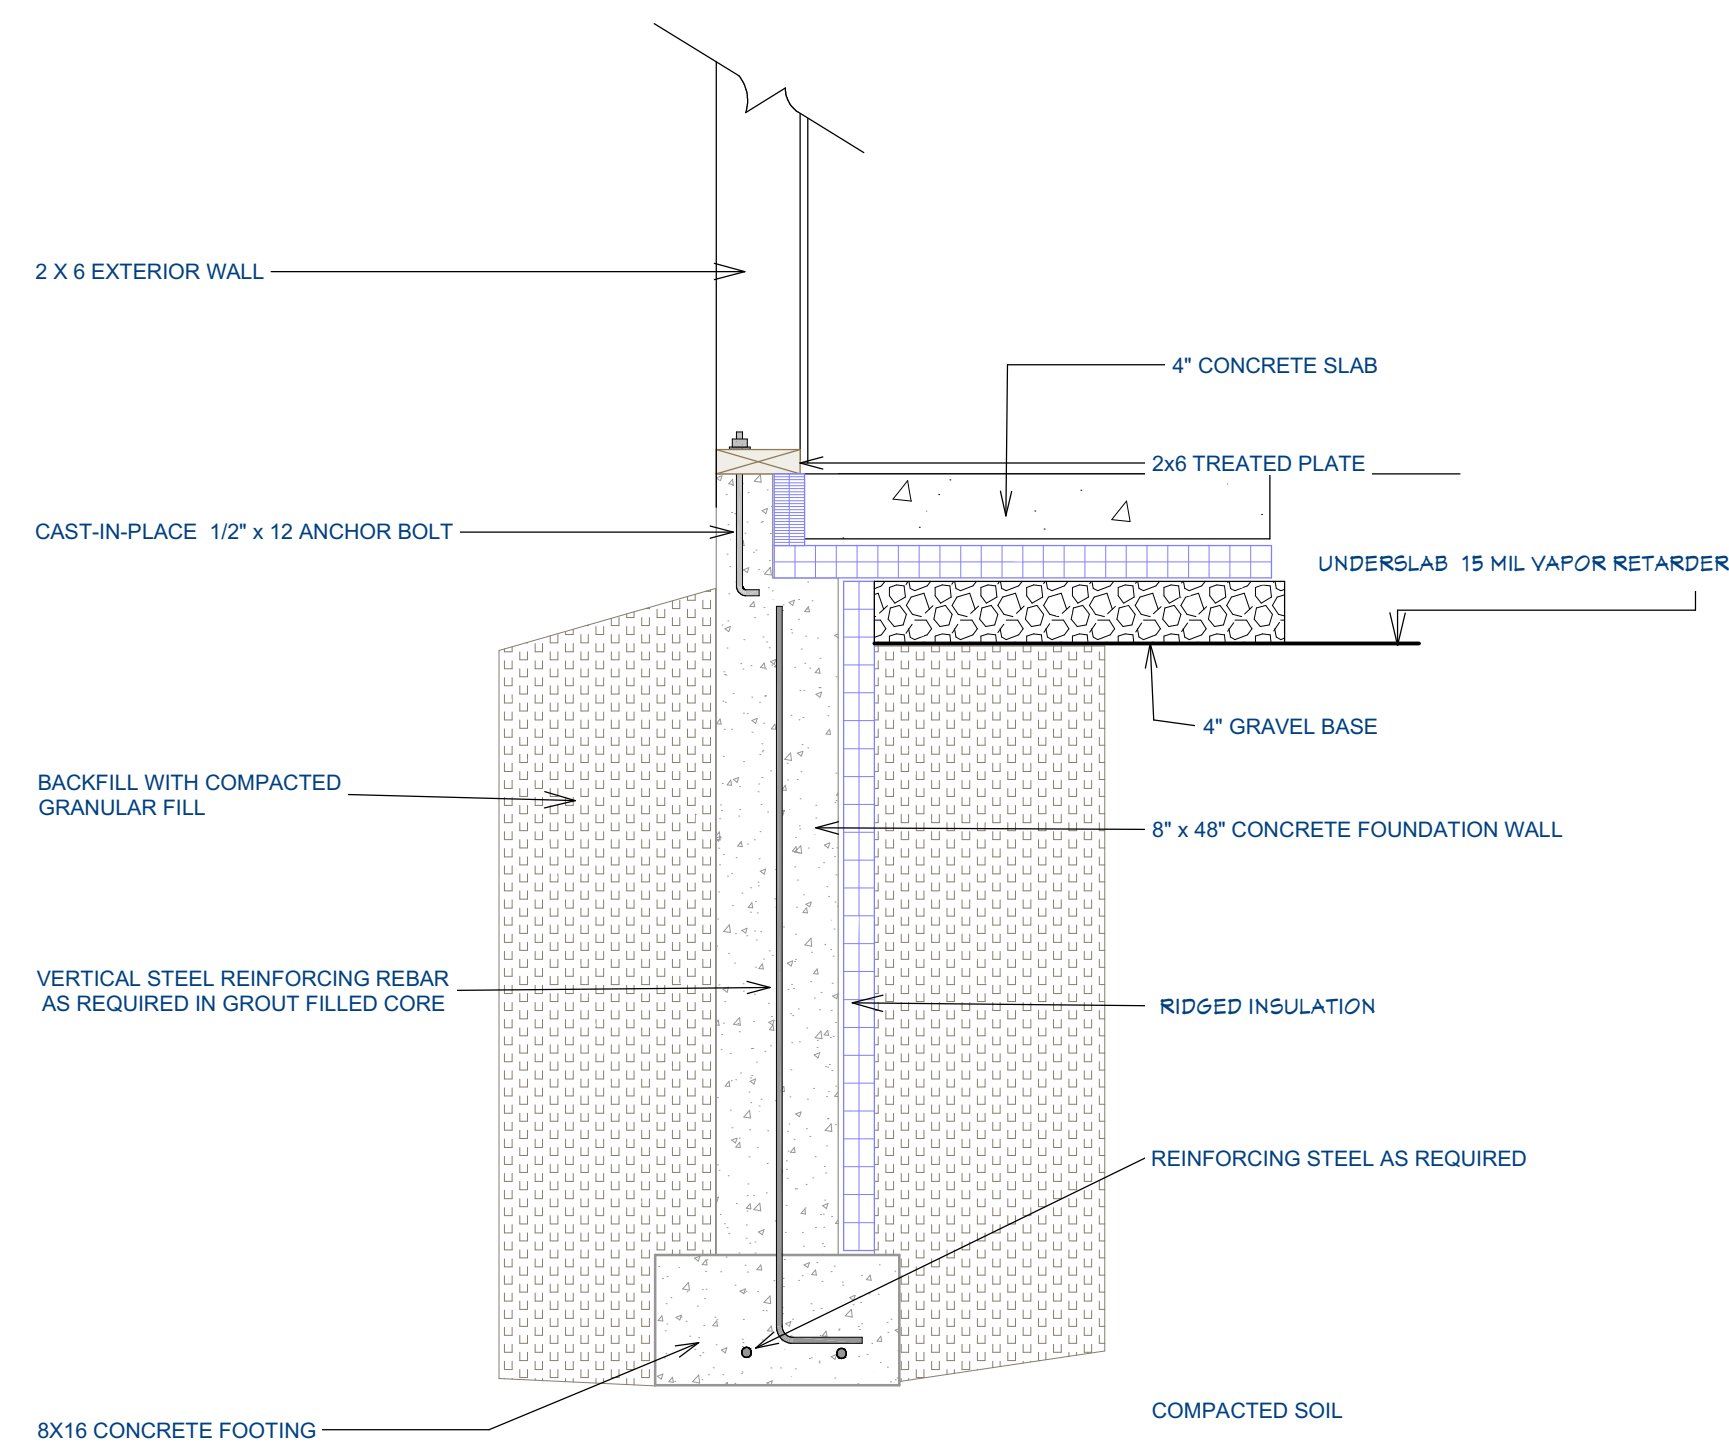 2 X 6 EXTERIOR WALL
4" CONCRETE SLAB
2x6 TREATED PLATE
CAST-IN-PLACE 1/2" x 12 ANCHOR BOLT
UNDERSLAB 15 MIL VAPOR RETARDER
4" GRAVEL BASE
BACKFILL WITH COMPACTED
GRANULAR FILL
8" x 48" CONCRETE FOUNDATION WALL
VERTICAL STEEL REINFORCING REBAR
AS REQUIRED IN GROUT FILLED CORE
RIDGED INSULATION
REINFORCING STEEL AS REQUIRED
COMPACTED SOIL
8X16 CONCRETE FOOTING